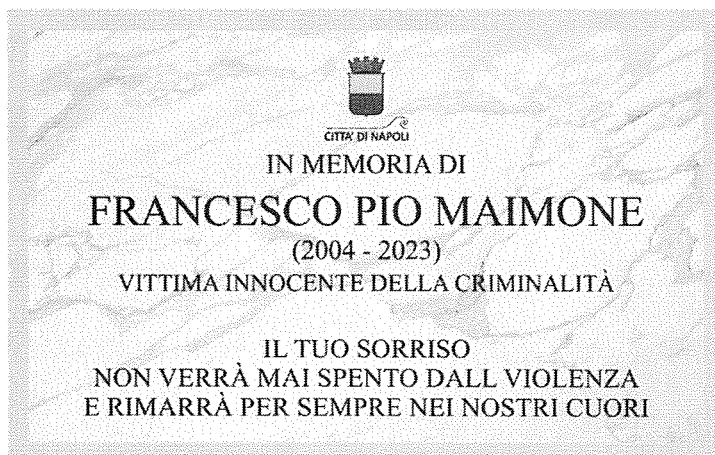 CITTA' DI NAPOLI
IN MEMORIA DI
FRANCESCO PIO MAIMONE
(2004 - 2023)
VITTIMA INNOCENTE DELLA CRIMINALITÀ
IL TUO SORRISO
NON VERRÀ MAI SPENTO DALL VIOLENZA
E RIMARRÀ PER SEMPRE NEI NOSTRI CUORI